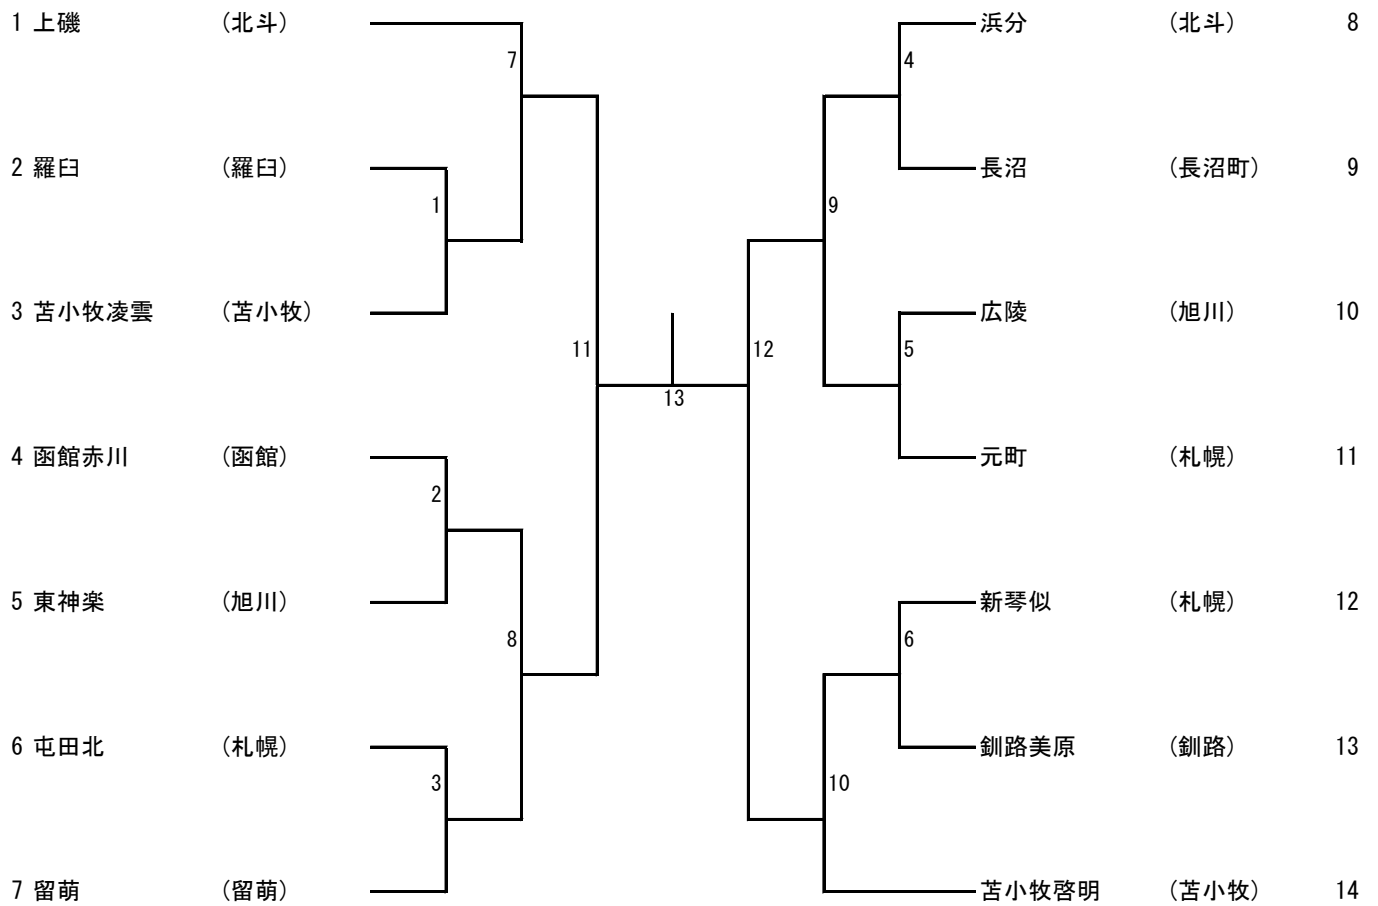 1 上磯 （北斗） 浜分 （北斗） 8
7 4
2 羅臼 （羅臼） 長沼 （長沼町） 9
1 9
3 苫小牧凌雲 （苫小牧） 広陵 （旭川） 10
11 12 5
13
4 函館赤川 （函館） 元町 （札幌） 11
2
5 東神楽 （旭川） 新琴似 （札幌） 12
8 6
6 屯田北 （札幌） 釧路美原 （釧路） 13
3 10
7 留萌 （留萌） 苫小牧啓明 （苫小牧） 14